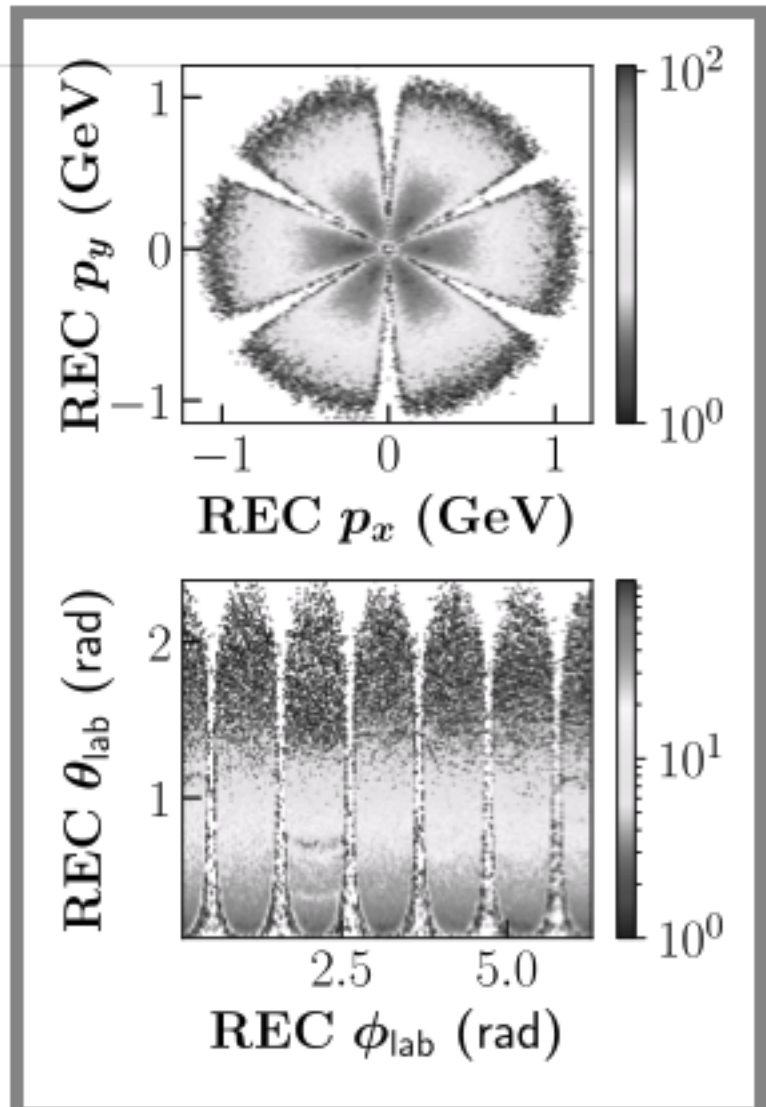 REC p_y (GeV)
1
0
−1
−1 0 1
REC p_x (GeV)
10^2
10^0
REC θ_lab (rad)
2
1
2.5 5.0
REC ϕ_lab (rad)
10^1
10^0